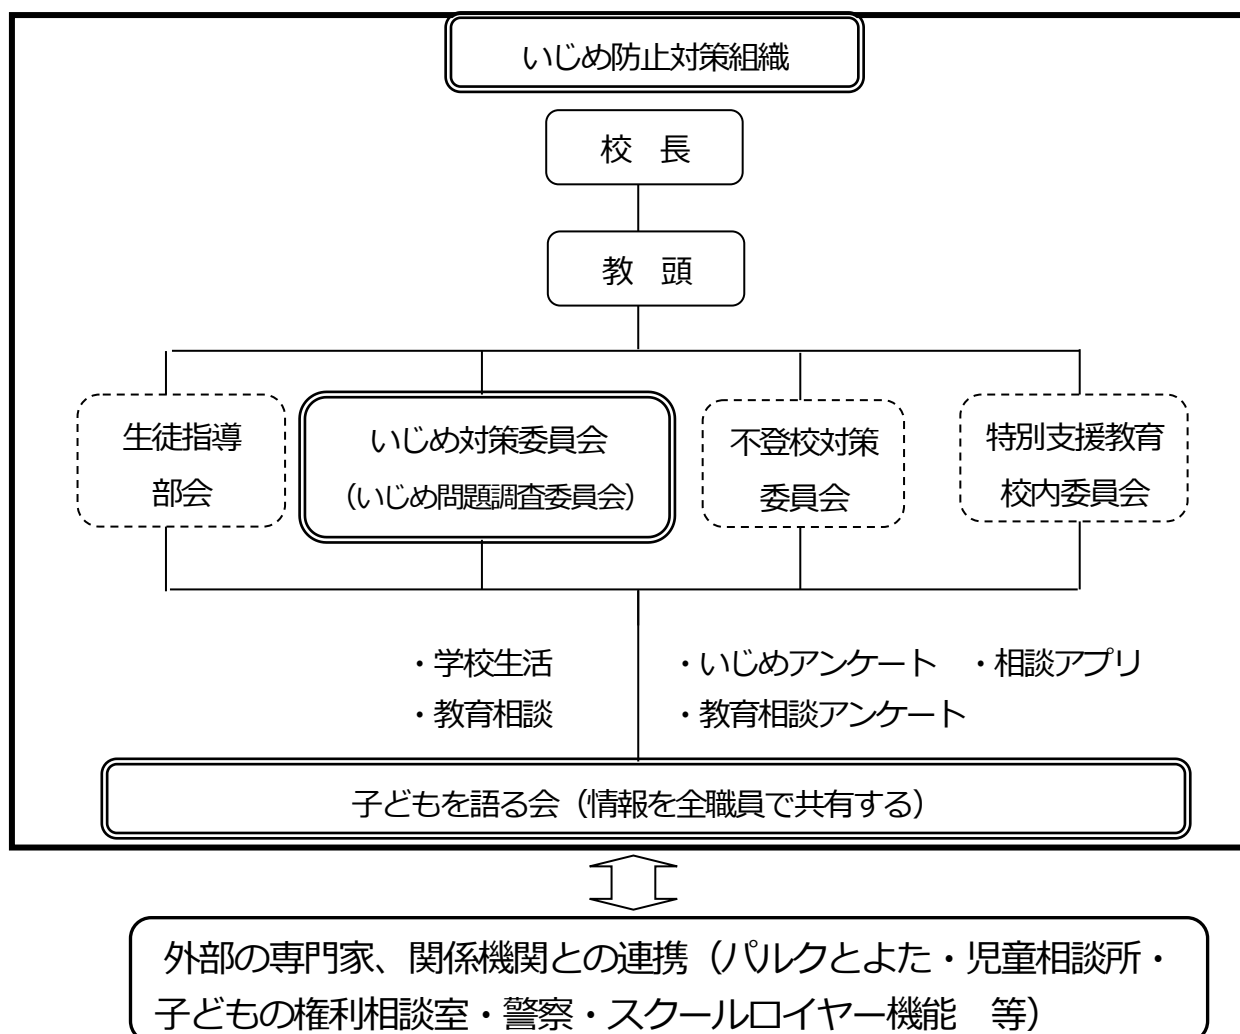 いじめ防止対策組織
校　長
教　頭
生徒指導
部会
いじめ対策委員会
（いじめ問題調査委員会）
不登校対策
委員会
特別支援教育
校内委員会
・学校生活
・教育相談
・いじめアンケート　・相談アプリ
・教育相談アンケート
子どもを語る会（情報を全職員で共有する）
外部の専門家、関係機関との連携（パルクとよた・児童相談所・
子どもの権利相談室・警察・スクールロイヤー機能　等）